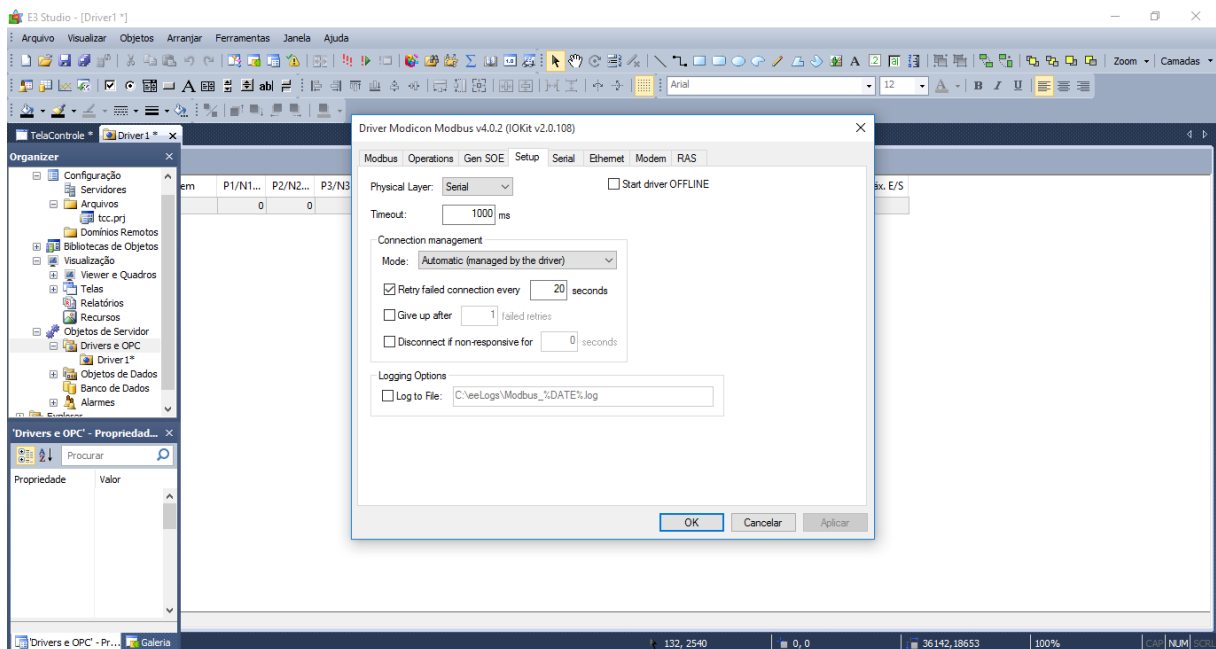 E3 Studio - [Driver1 *]
Arquivo Visualizar Objetos Arranjar Ferramentas Janela Ajuda
Zoom Camadas
Arial 12
TelaControle * Driver1 *
Organizer
Configuração
Servidores
Arquivos
tcc.prj
Domínios Remotos
Bibliotecas de Objetos
Visualização
Viewer e Quadros
Telas
Relatórios
Recursos
Objetos de Servidor
Drivers e OPC
Driver1*
Objetos de Dados
Banco de Dados
Alarmes
'Drivers e OPC' - Propriedad...
Procurar
Propriedade Valor
'Drivers e OPC' - Pr... Galeria
em P1/N1... P2/N2... P3/N3 áx. E/S
0 0
Driver Modicon Modbus v4.0.2 (IOKit v2.0.108)
Modbus Operations Gen SOE Setup Serial Ethernet Modem RAS
Physical Layer: Serial Start driver OFFLINE
Timeout: 1000 ms
Connection management
Mode: Automatic (managed by the driver)
Retry failed connection every 20 seconds
Give up after 1 failed retries
Disconnect if non-responsive for 0 seconds
Logging Options
Log to File: C:\eeLogs\Modbus_%DATE%.log
OK Cancelar Aplicar
132, 2540 0, 0 36142,18653 100% CAP NUM SCRL